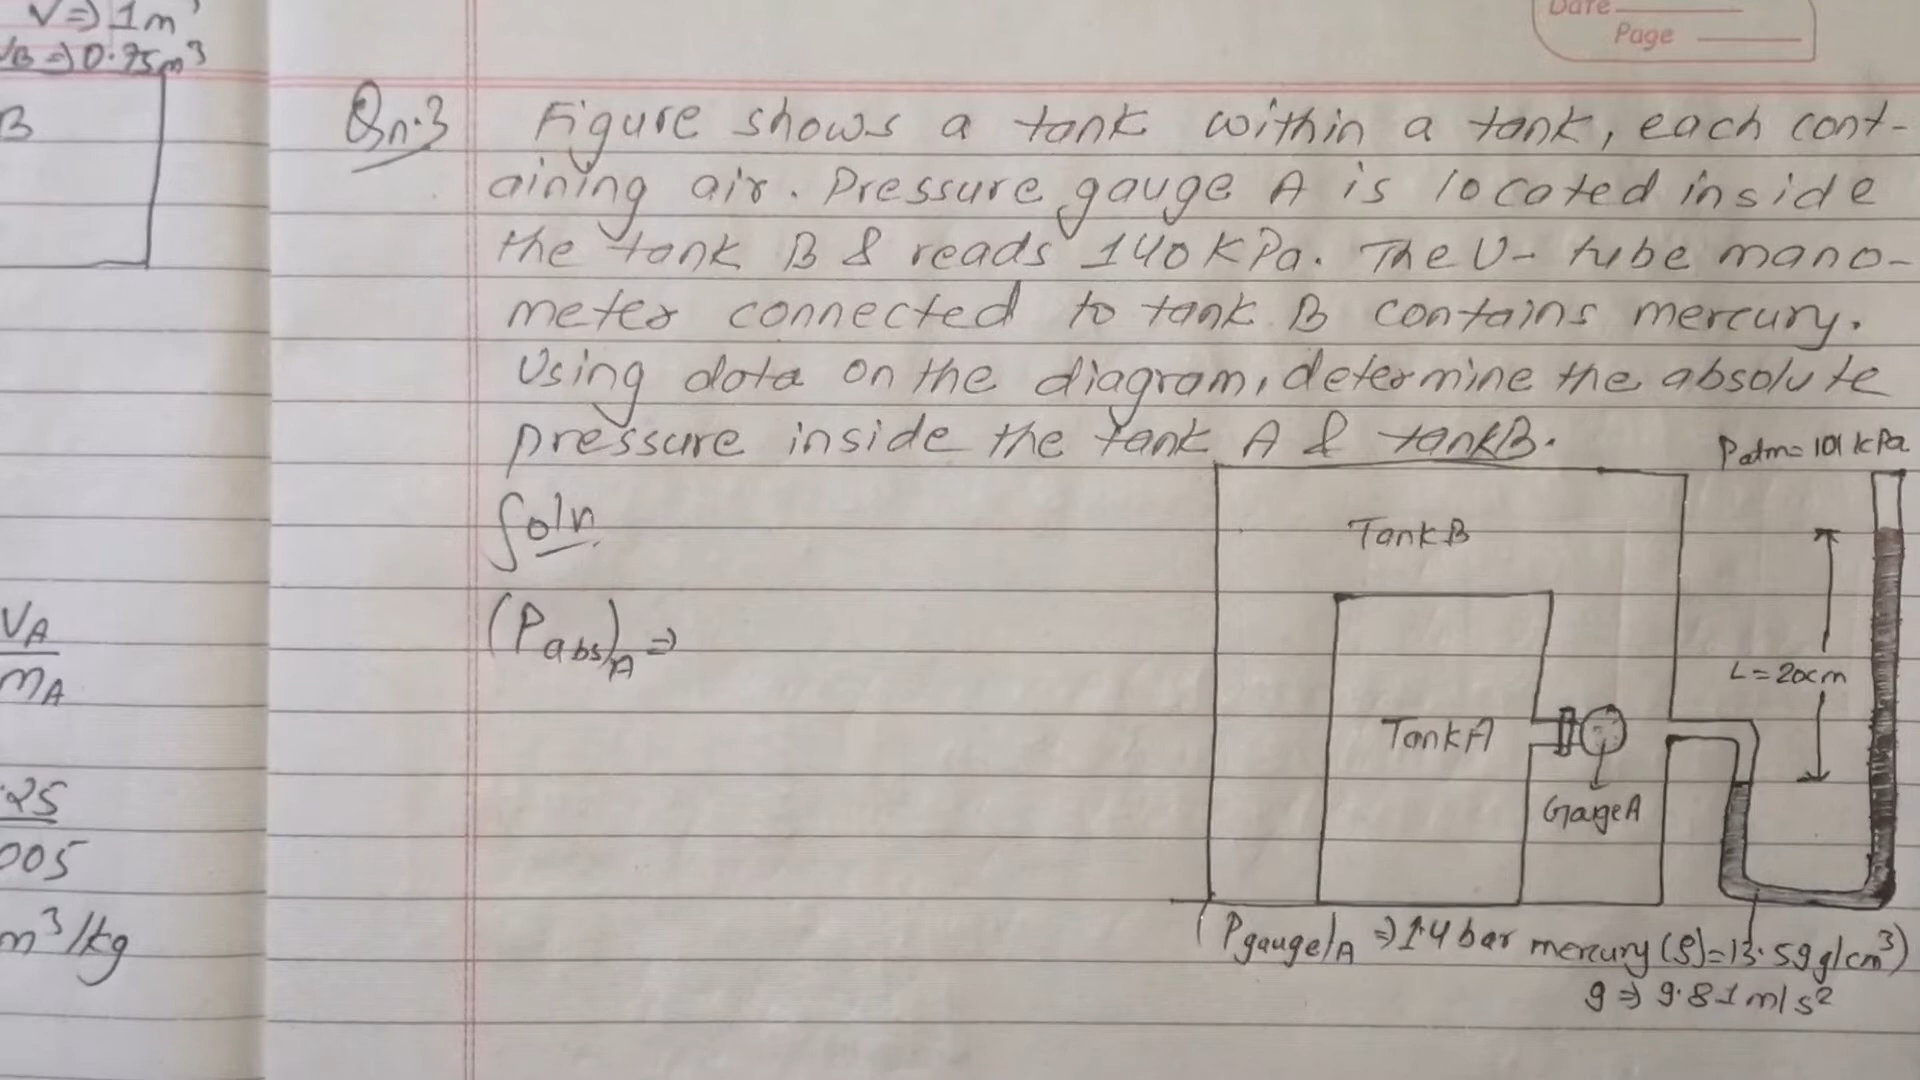 V=> 1m³
VB => 0.75m³
B
VA
mA
.25
005
m³/kg
Date
Page
Qn.3 Figure shows a tank within a tank, each cont-
aining air. Pressure gauge A is located inside
the tank B & reads 140 KPa. The U- tube mano-
meter connected to tank B contains mercury.
Using data on the diagram, determine the absolute
pressure inside the tank A & tank B.
Soln
(Pabs)A =>
Patm= 101 kPa
Tank B
L = 20cm
Tank A
Gauge A
(Pgauge)A => 1.4 bar mercury (ρ)=13.59 g/cm³)
g => 9.81 m/s²